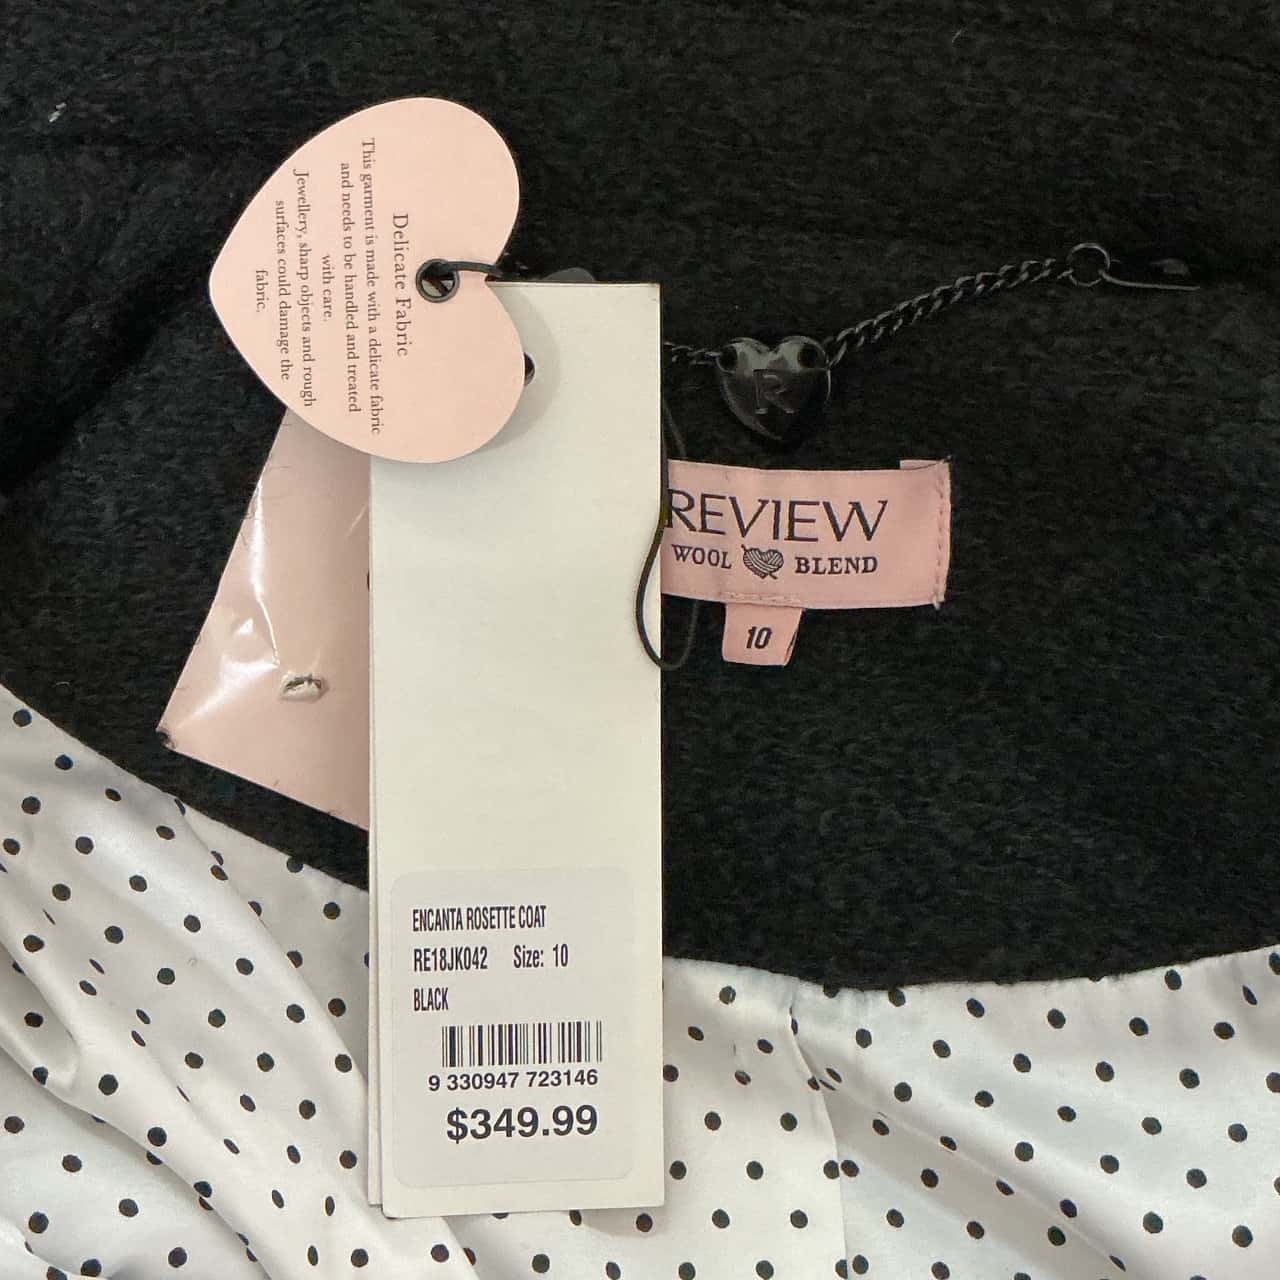 Delicate Fabric
This garment is made with a delicate fabric
and needs to be handled and treated
with care.
Jewellery, sharp objects and rough
surfaces could damage the
fabric.
R
REVIEW
WOOL BLEND
10
ENCANTA ROSETTE COAT
RE18JK042 Size: 10
BLACK
9 330947 723146
$349.99